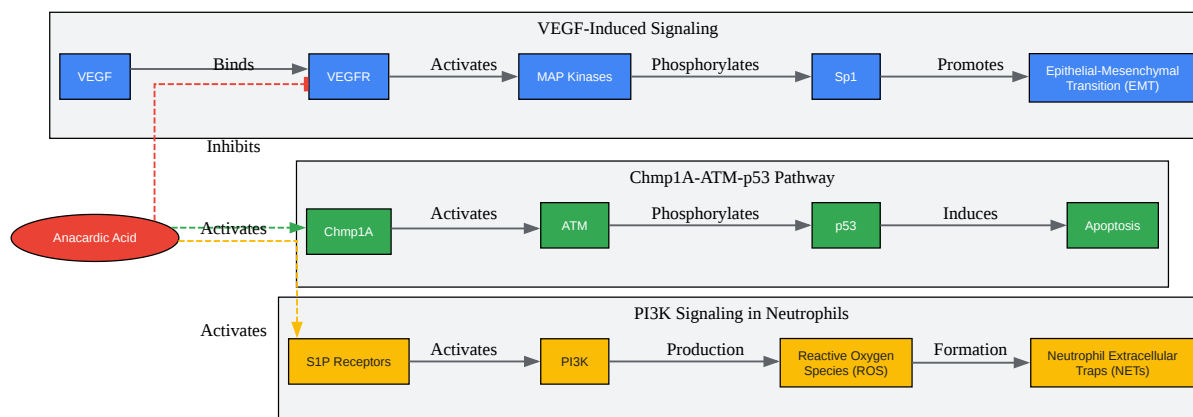 VEGF-Induced Signaling
VEGF
Binds
VEGFR
Activates
MAP Kinases
Phosphorylates
Sp1
Promotes
Epithelial-Mesenchymal
Transition (EMT)
Inhibits
Chmp1A-ATM-p53 Pathway
Anacardic Acid
Activates
Chmp1A
Activates
ATM
Phosphorylates
p53
Induces
Apoptosis
PI3K Signaling in Neutrophils
Activates
S1P Receptors
Activates
PI3K
Production
Reactive Oxygen
Species (ROS)
Formation
Neutrophil Extracellular
Traps (NETs)